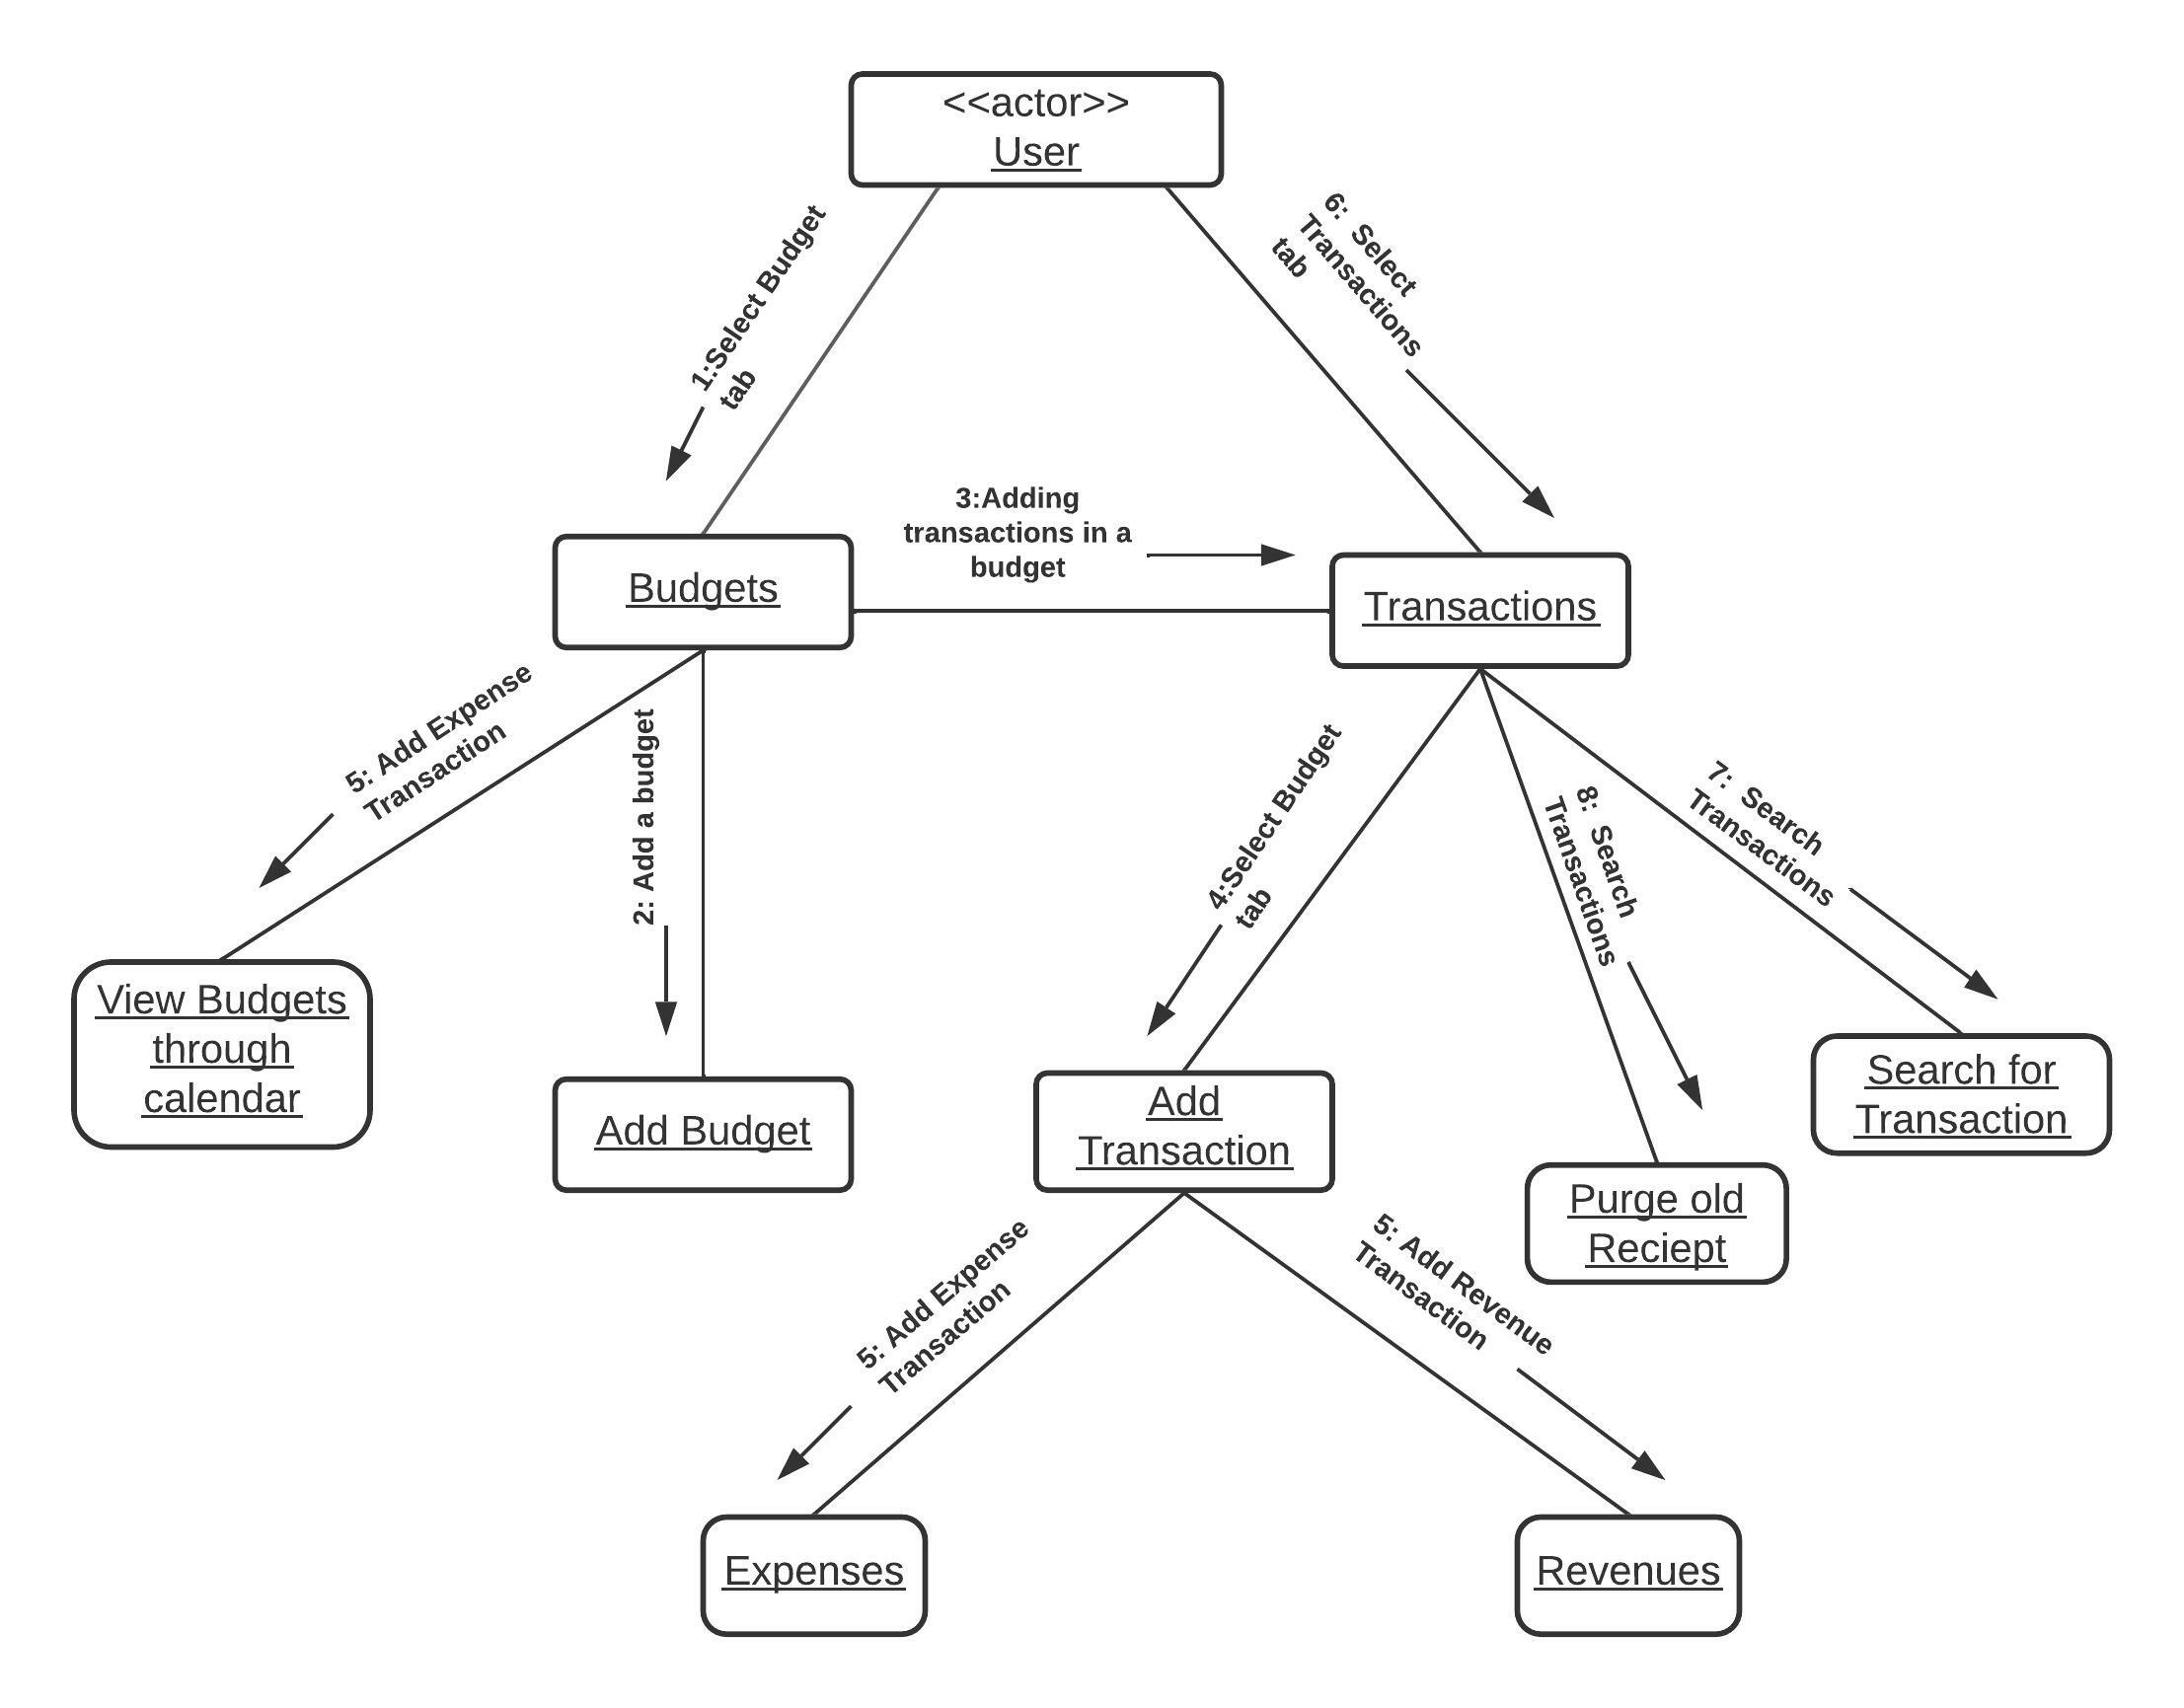 <<actor>>
User
1:Select Budget
tab
6:  Select
Transactions
tab
3:Adding
transactions in a
budget
Budgets
Transactions
5: Add Expense
Transaction
2: Add a budget
4:Select Budget
tab
8:  Search
Transactions
7:  Search
Transactions
View Budgets
through
calendar
Add Budget
Add
Transaction
Search for
Transaction
Purge old
Reciept
5: Add Expense
Transaction
5: Add Revenue
Transaction
Expenses
Revenues